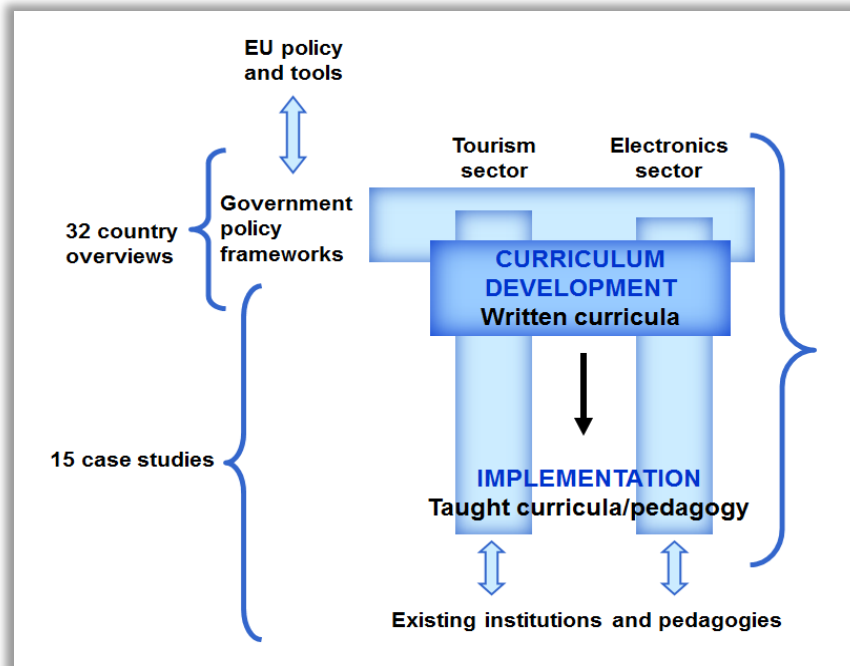 EU policy
and tools
Tourism
sector
Electronics
sector
Government
policy
frameworks
32 country
overviews
CURRICULUM
DEVELOPMENT
Written curricula
15 case studies
IMPLEMENTATION
Taught curricula/pedagogy
Existing institutions and pedagogies